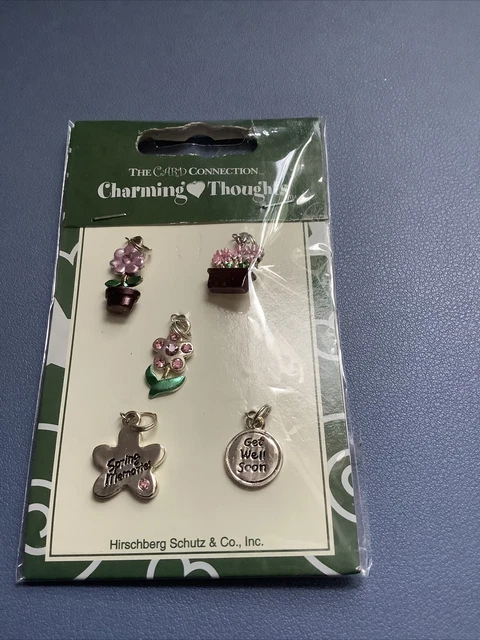 THE CARD CONNECTION
Charming Thoughts
Spring
Memories
Get
Well
Soon
Hirschberg Schutz & Co., Inc.